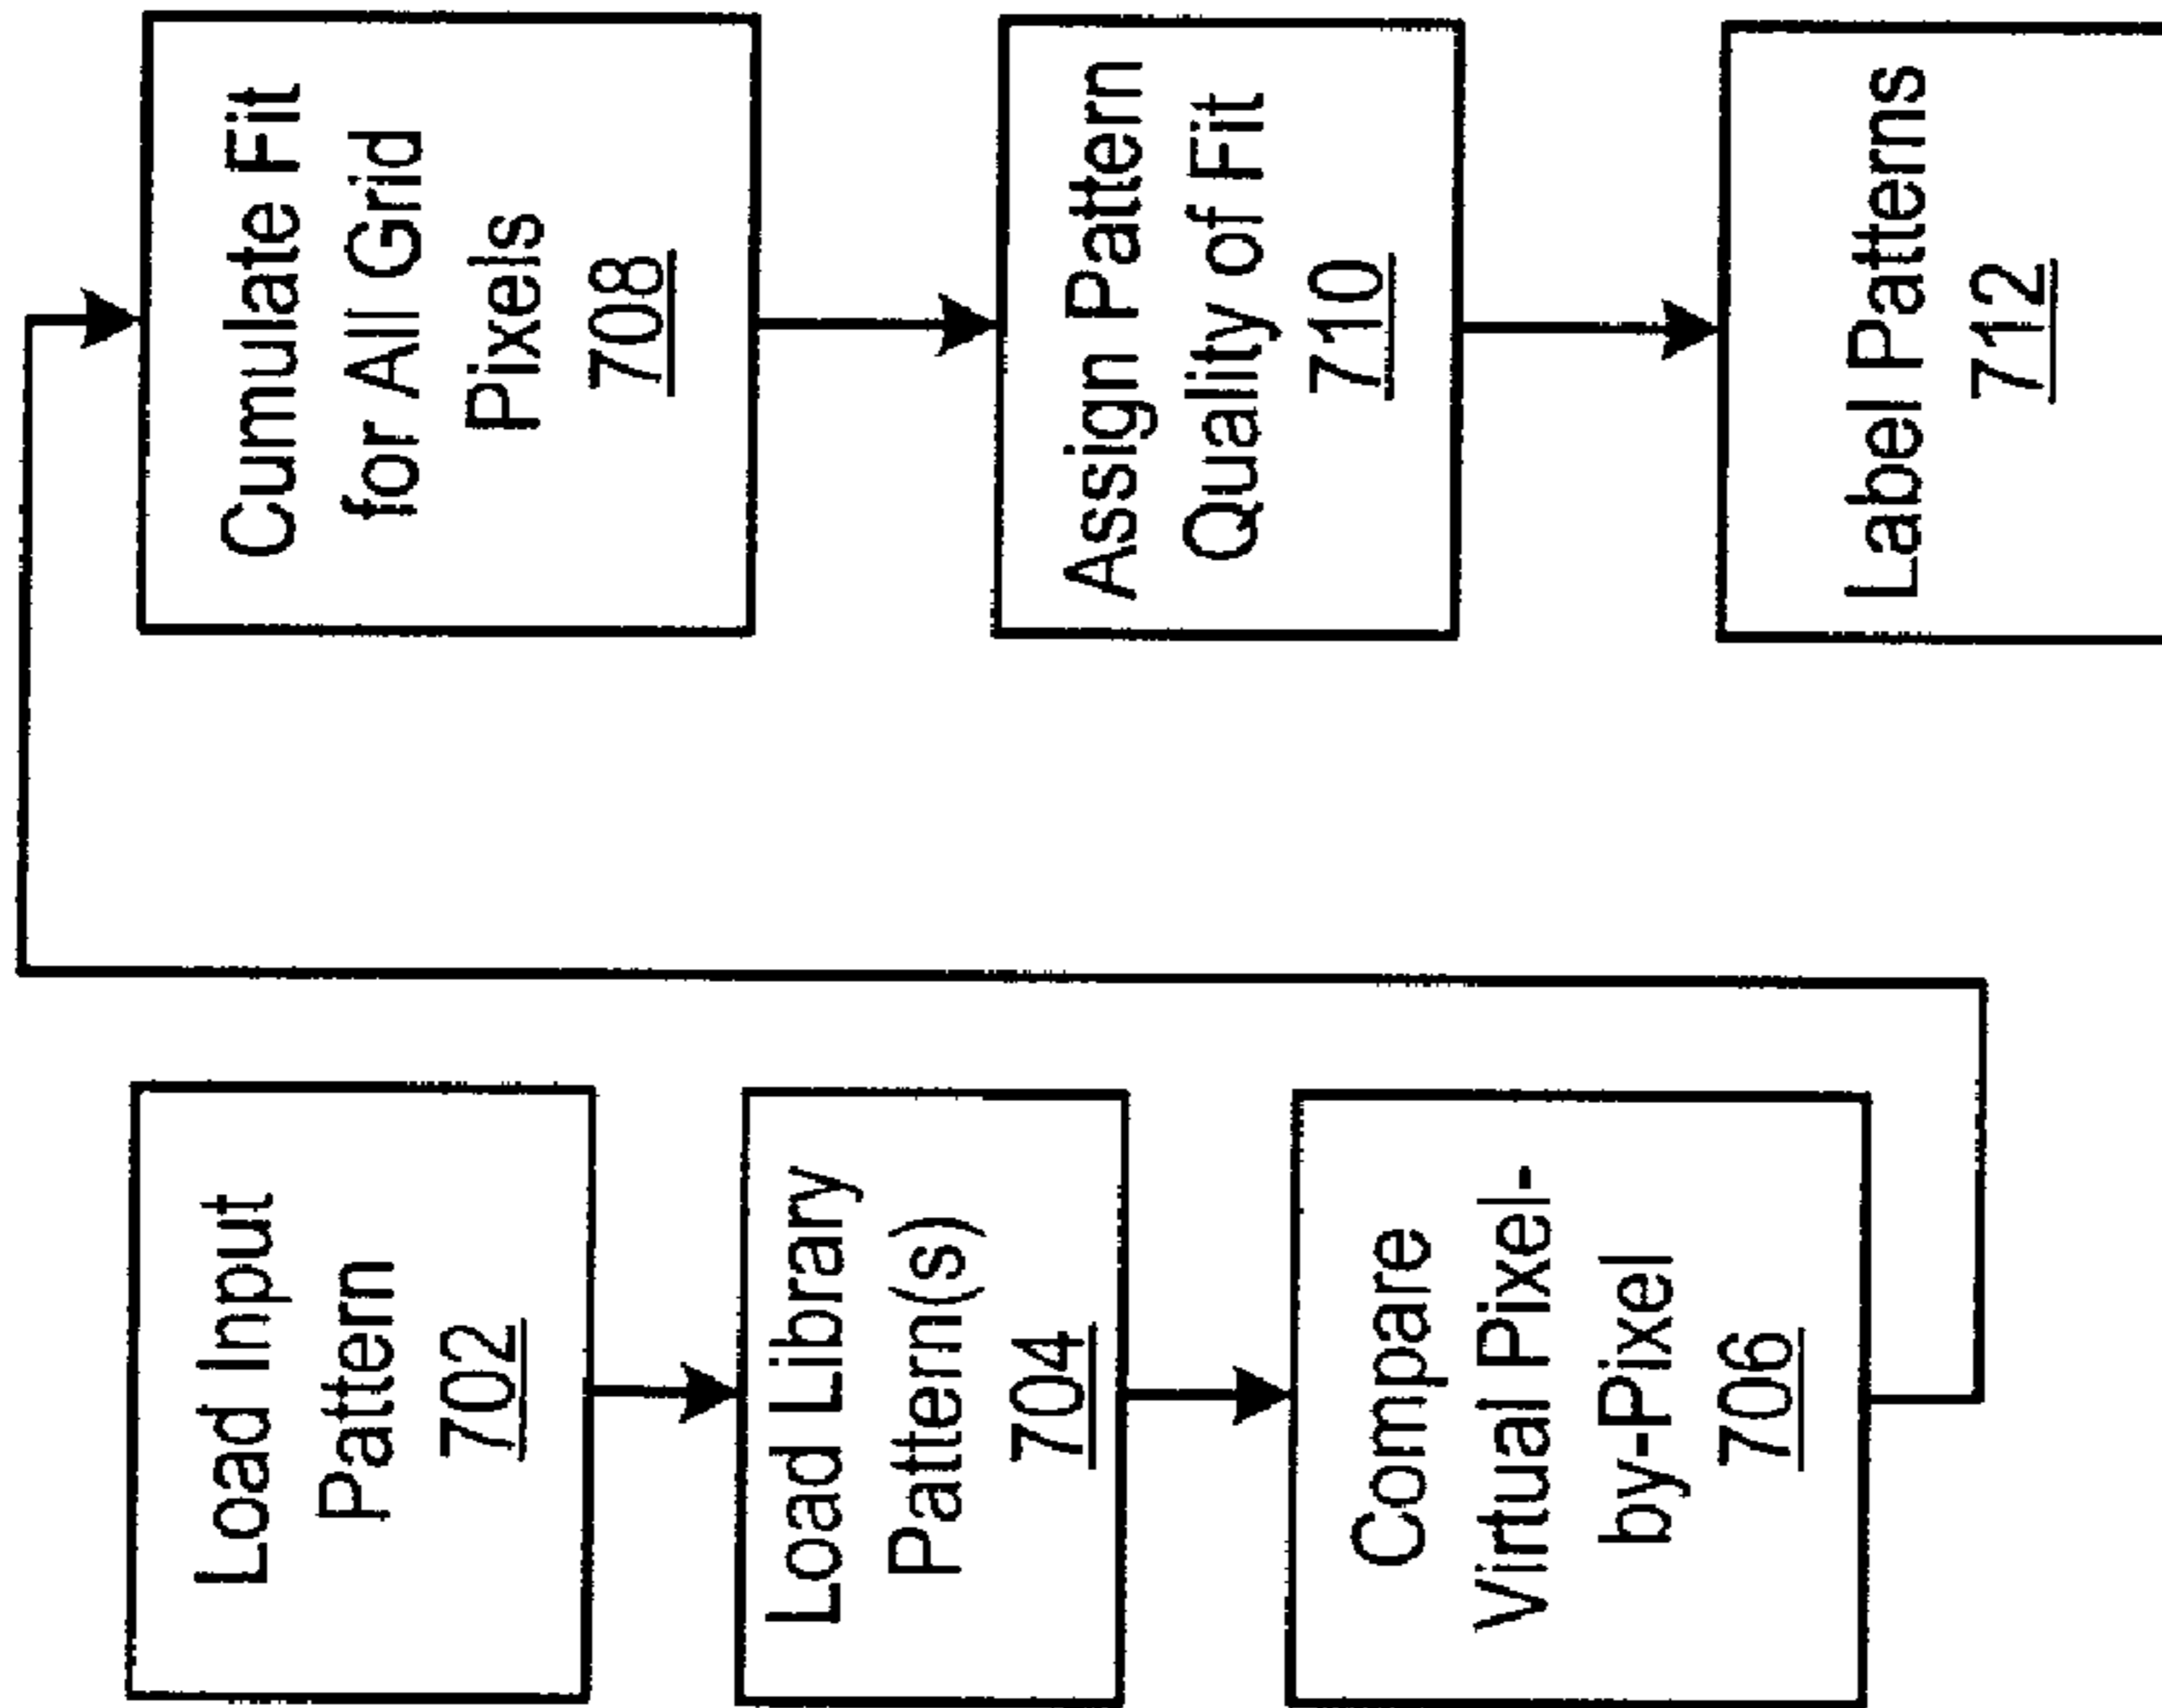 Load Input
Pattern
702
Load Library
Pattern(s)
704
Compare
Virtual Pixel-
by-Pixel
706
Cumulate Fit
for All Grid
Pixels
708
Assign Pattern
Quality of Fit
710
Label Patterns
712